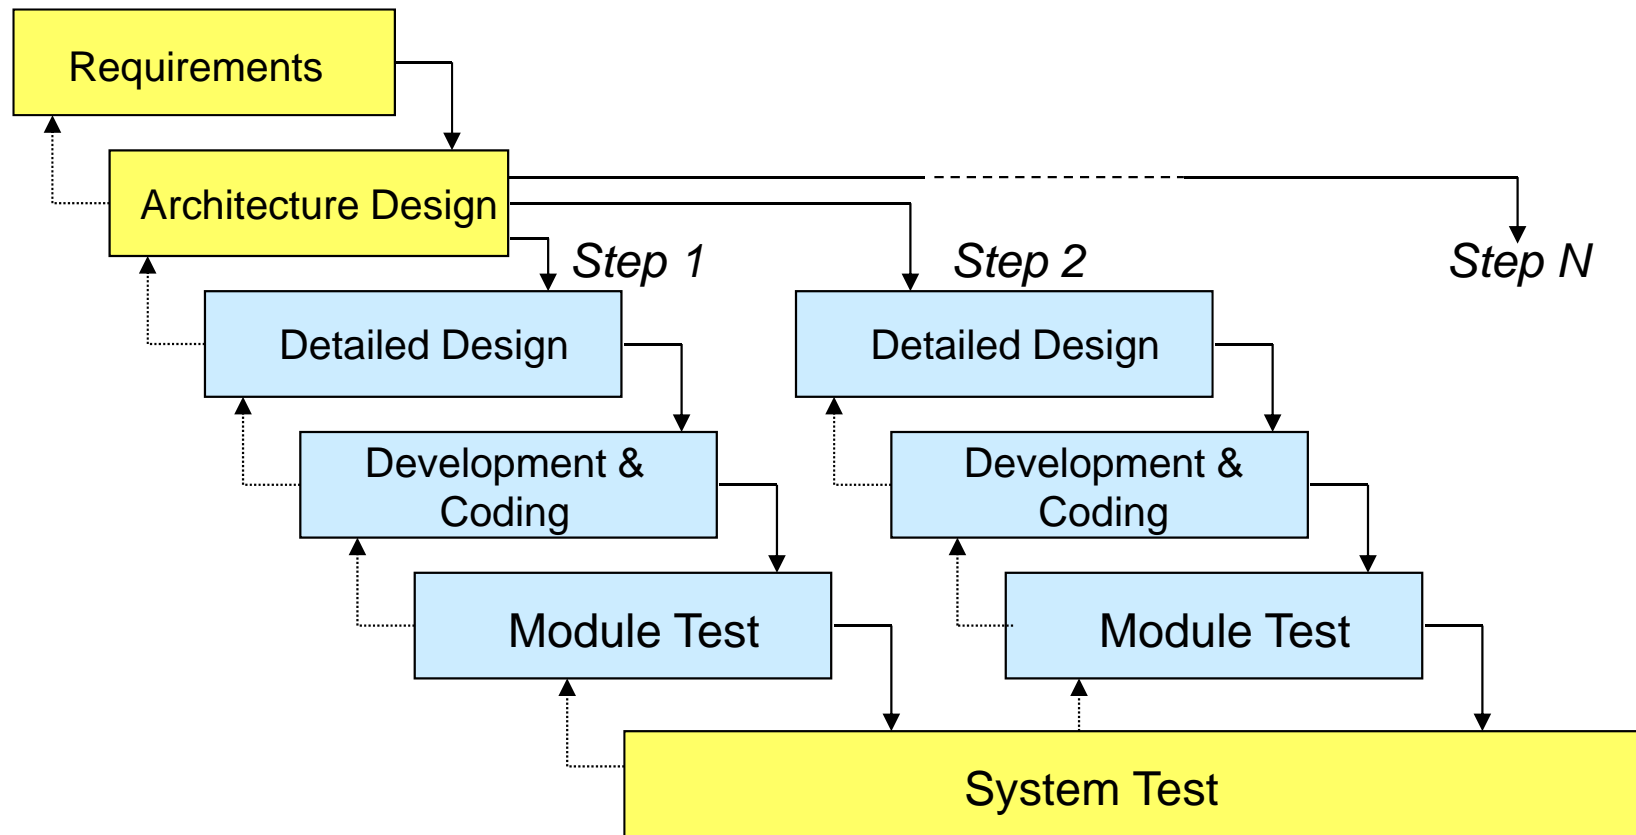 Requirements
Architecture Design
Step 1
Step 2
Step N
Detailed Design
Detailed Design
Development &
Coding
Development &
Coding
Module Test
Module Test
System Test